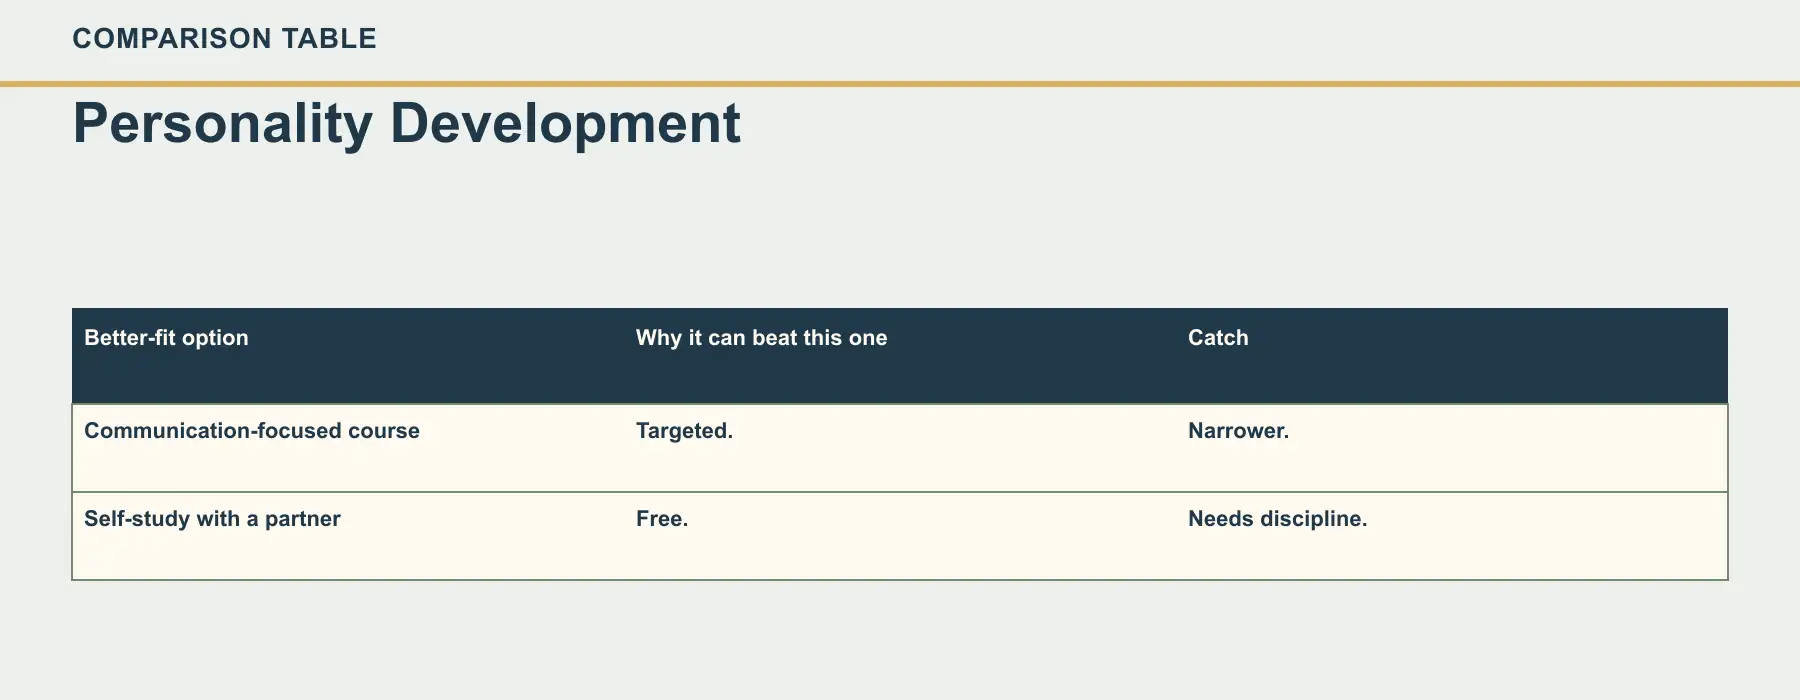 COMPARISON TABLE
Personality Development
Better-fit option Why it can beat this one Catch
Communication-focused course Targeted. Narrower.
Self-study with a partner Free. Needs discipline.